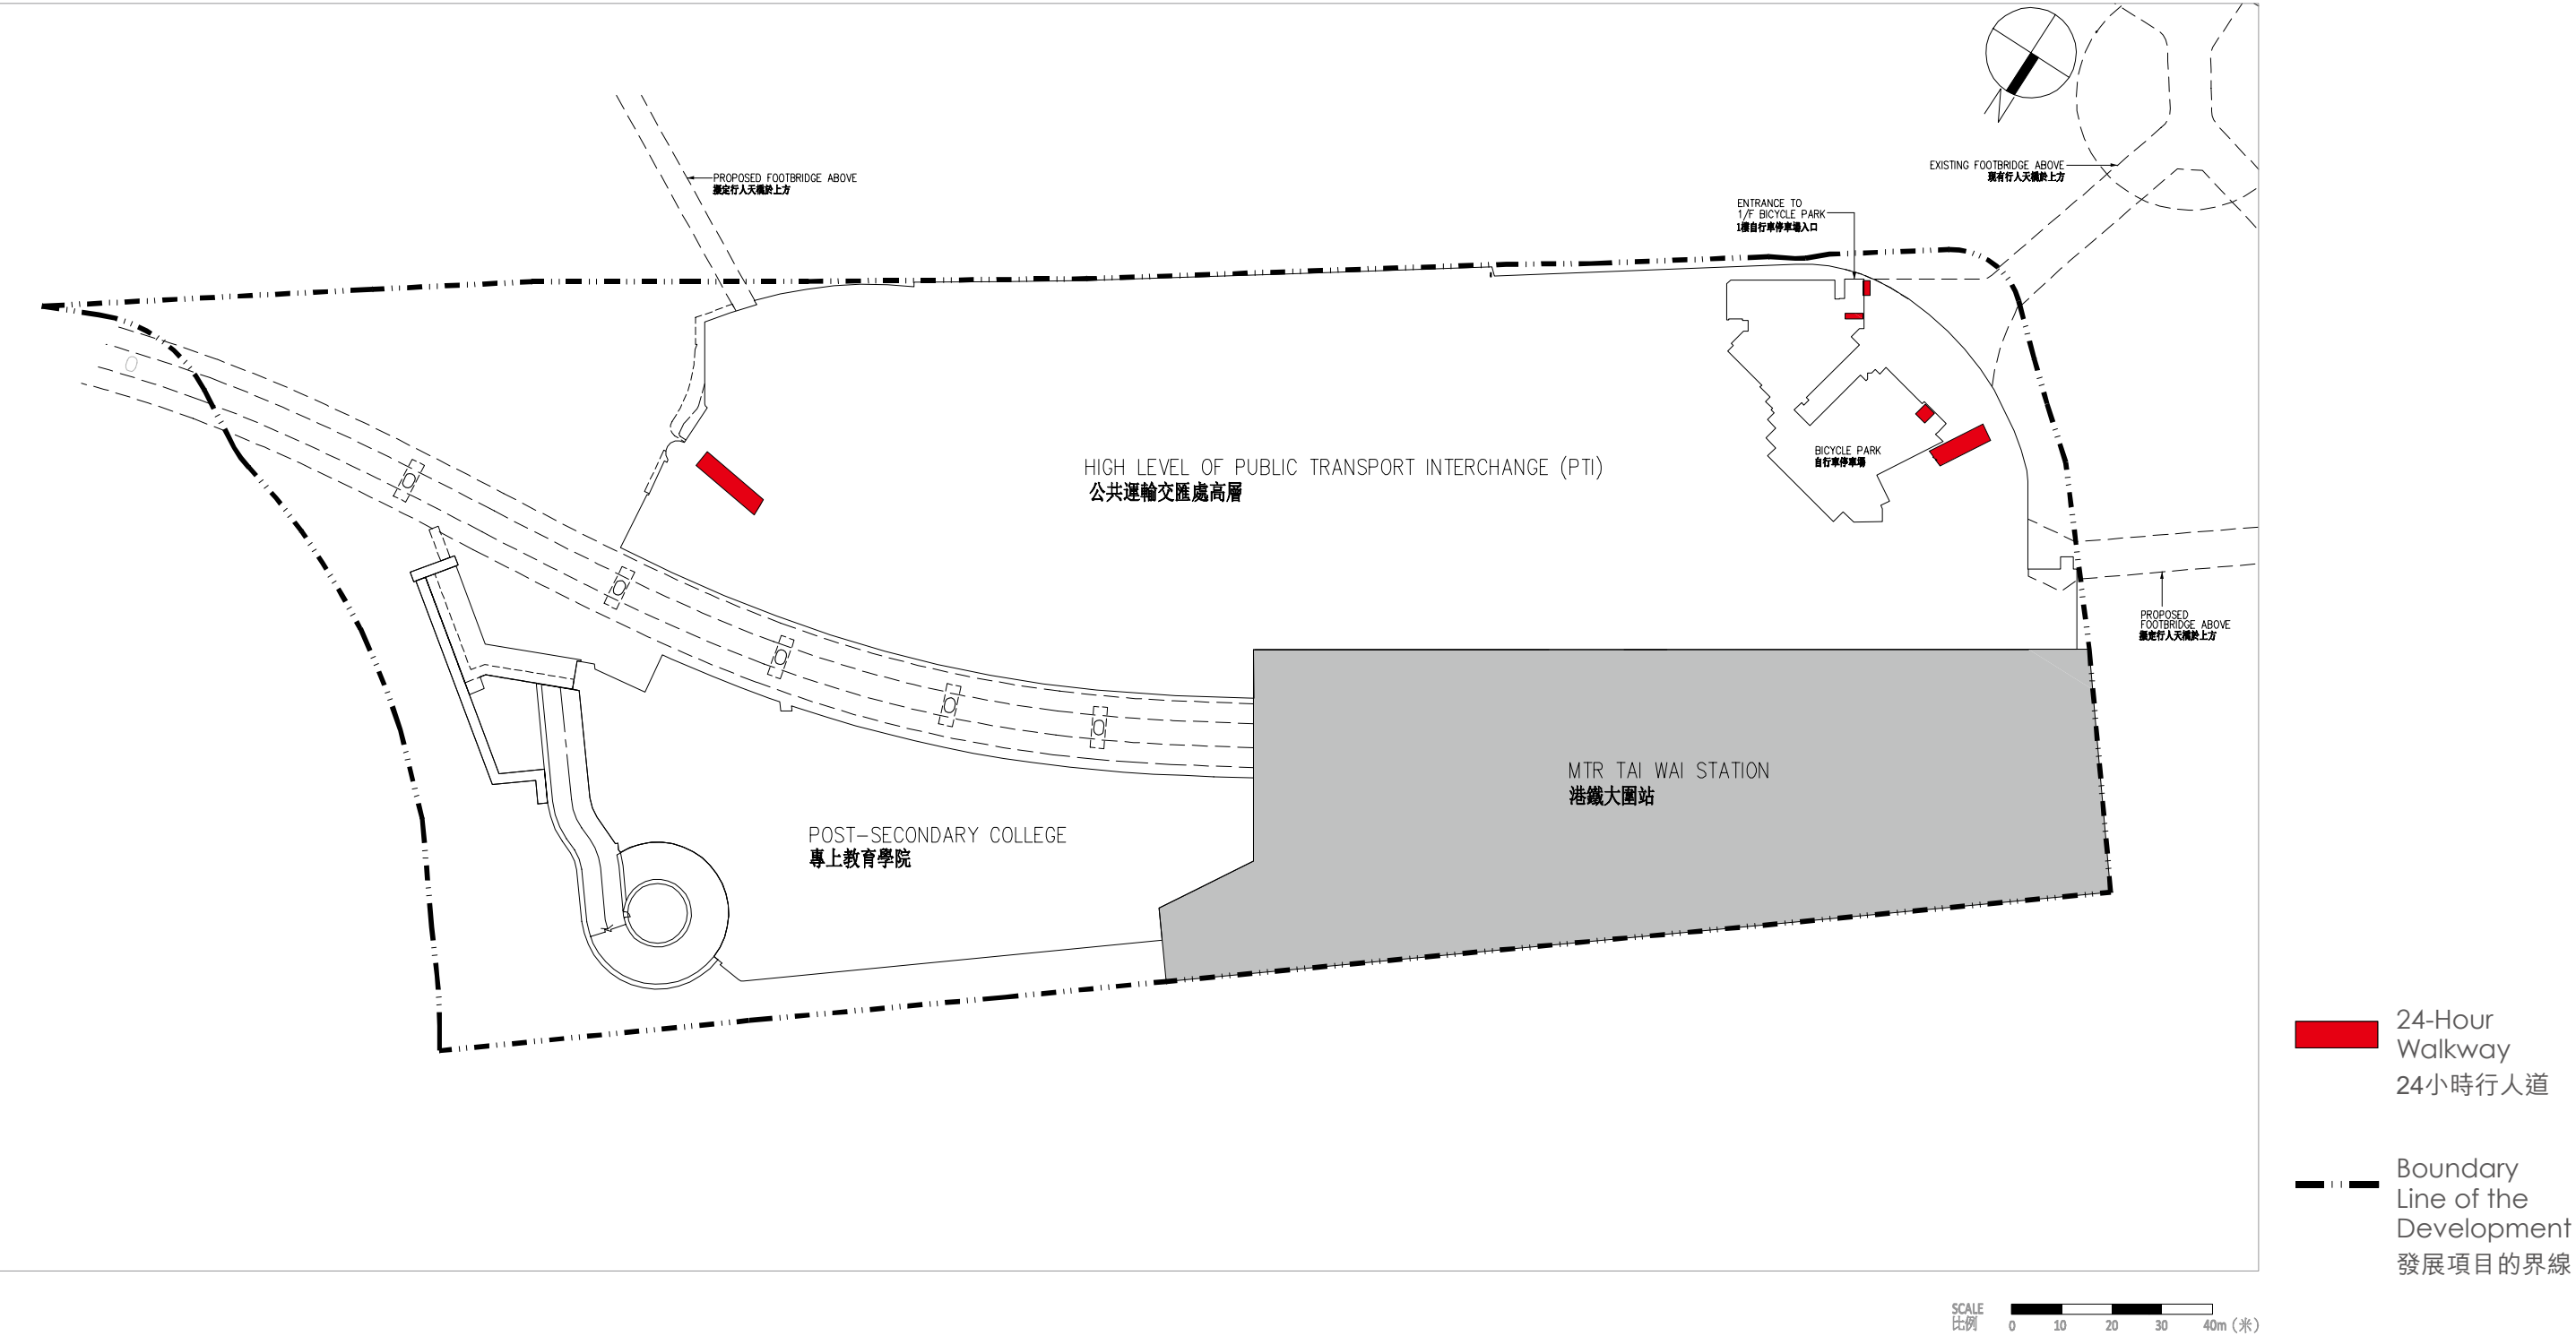 PROPOSED FOOTBRIDGE ABOVE
擬定行人天橋於上方
EXISTING FOOTBRIDGE ABOVE
現有行人天橋於上方
ENTRANCE TO
1/F BICYCLE PARK
1樓自行車停車場入口
HIGH LEVEL OF PUBLIC TRANSPORT INTERCHANGE (PTI)
公共運輸交匯處高層
BICYCLE PARK
自行車停車場
PROPOSED
FOOTBRIDGE ABOVE
擬定行人天橋於上方
MTR TAI WAI STATION
港鐵大圍站
POST-SECONDARY COLLEGE
專上教育學院
24-Hour
Walkway
24小時行人道
Boundary
Line of the
Development
發展項目的界線
SCALE
比例
0 10 20 30 40m (米)